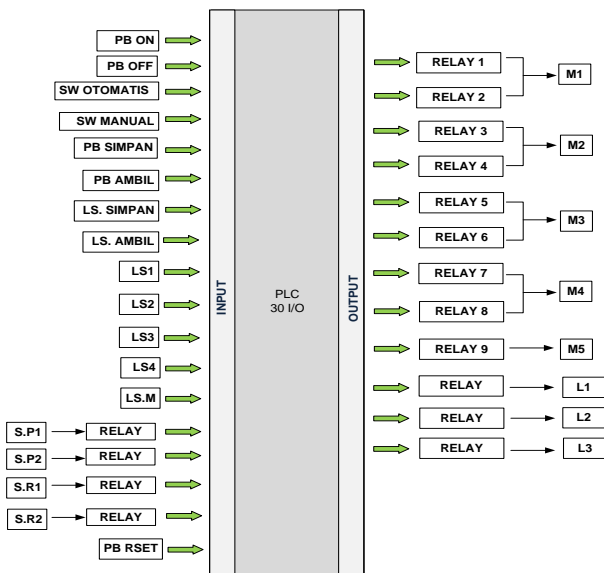 PB ON
PB OFF
SW OTOMATIS
SW MANUAL
PB SIMPAN
PB AMBIL
LS. SIMPAN
LS. AMBIL
LS1
LS2
LS3
LS4
LS.M
S.P1 RELAY
S.P2 RELAY
S.R1 RELAY
S.R2 RELAY
PB RSET
INPUT
PLC
30 I/O
OUTPUT
RELAY 1
RELAY 2
M1
RELAY 3
RELAY 4
M2
RELAY 5
RELAY 6
M3
RELAY 7
RELAY 8
M4
RELAY 9 M5
RELAY L1
RELAY L2
RELAY L3